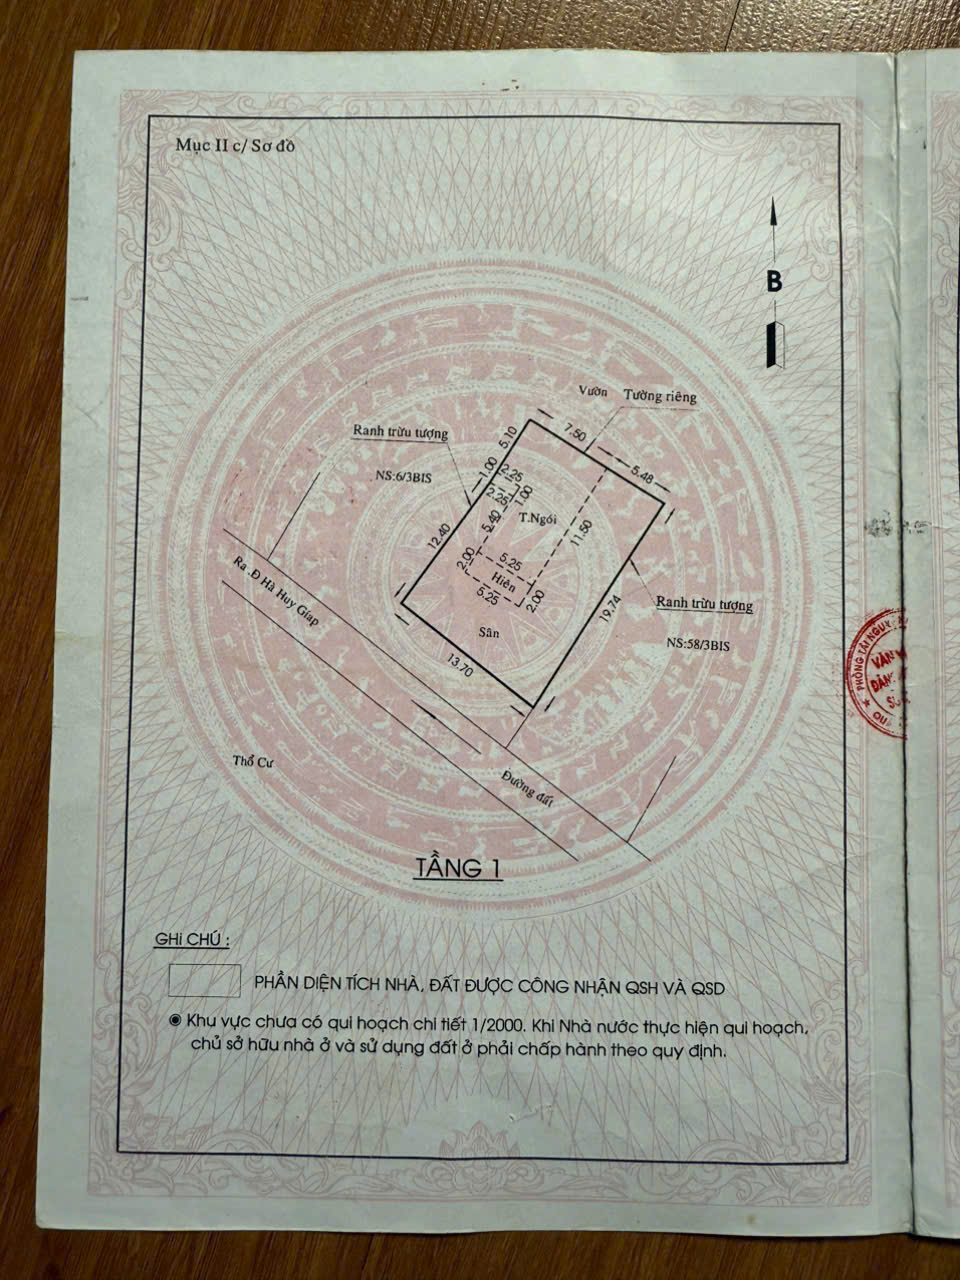 Mục II c/ Sơ đồ
B
Vườn Tường riêng
7.50
5.48
Ranh trừu tượng
5.10
NS:6/3BIS
1.00
2.25
2.25
1.00
T.Ngói
5.40
11.50
12.40
2.00
5.25
Hiên
5.25
2.00
19.74
Ranh trừu tượng
NS:58/3BIS
Sân
13.70
Ra .Đ Hà Huy Giáp
Thổ Cư
Đường đất
TẦNG 1
GHi CHÚ :
PHẦN DIỆN TÍCH NHÀ, ĐẤT ĐƯỢC CÔNG NHẬN QSH VÀ QSD
◉ Khu vực chưa có qui hoạch chi tiết 1/2000. Khi Nhà nước thực hiện qui hoạch,
chủ sở hữu nhà ở và sử dụng đất ở phải chấp hành theo quy định.
PHÒNG TÀI NGUY
VĂN
ĐĂN